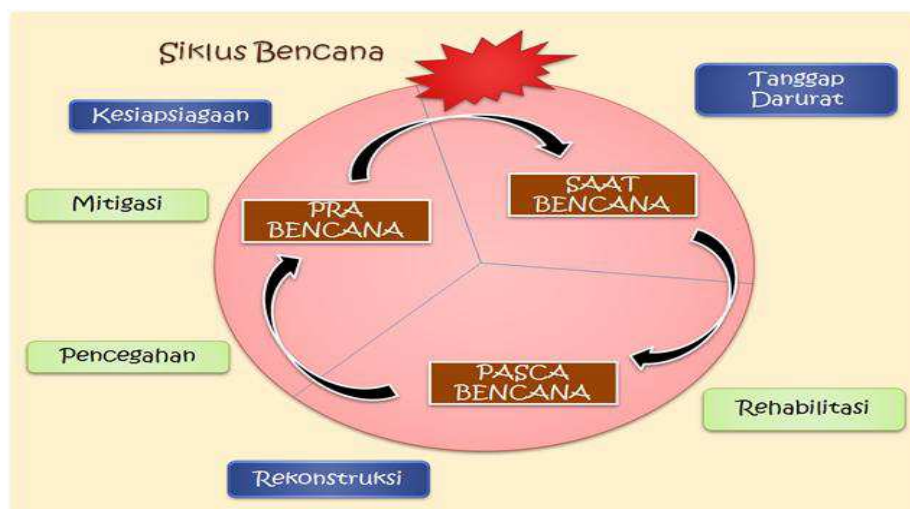 Siklus Bencana
Tanggap
Darurat
Kesiapsiagaan
Mitigasi
PRA
BENCANA
SAAT
BENCANA
Pencegahan
PASCA
BENCANA
Rehabilitasi
Rekonstruksi